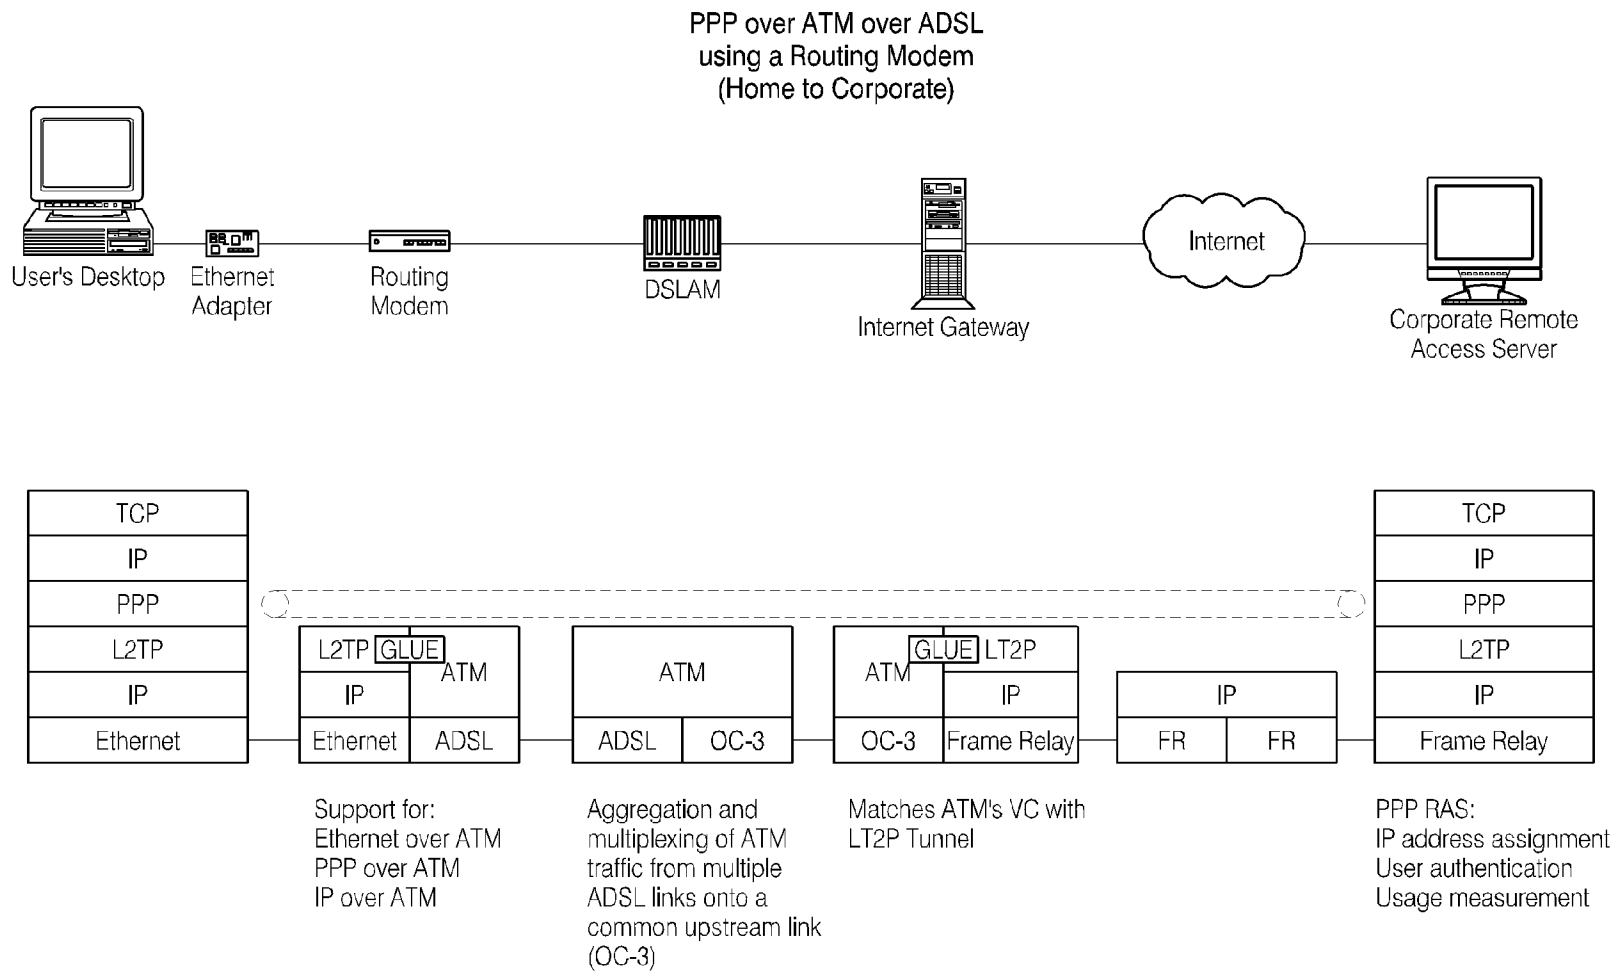 PPP over ATM over ADSL
using a Routing Modem
(Home to Corporate)
User's Desktop
Ethernet
Adapter
Routing
Modem
DSLAM
Internet Gateway
Internet
Corporate Remote
Access Server
TCP
IP
PPP
L2TP
IP
Ethernet
L2TP GLUE
ATM
IP
Ethernet ADSL
ATM
ADSL OC-3
GLUE LT2P
ATM
IP
OC-3 Frame Relay
IP
FR FR
TCP
IP
PPP
L2TP
IP
Frame Relay
Support for:
Ethernet over ATM
PPP over ATM
IP over ATM
Aggregation and
multiplexing of ATM
traffic from multiple
ADSL links onto a
common upstream link
(OC-3)
Matches ATM's VC with
LT2P Tunnel
PPP RAS:
IP address assignment
User authentication
Usage measurement